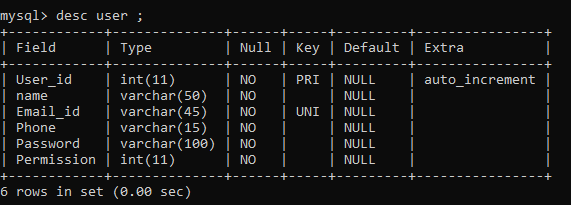 mysql> desc user ;
+------------+--------------+------+-----+---------+----------------+
| Field      | Type         | Null | Key | Default | Extra          |
+------------+--------------+------+-----+---------+----------------+
| User_id    | int(11)      | NO   | PRI | NULL    | auto_increment |
| name       | varchar(50)  | NO   |     | NULL    |                |
| Email_id   | varchar(45)  | NO   | UNI | NULL    |                |
| Phone      | varchar(15)  | NO   |     | NULL    |                |
| Password   | varchar(100) | NO   |     | NULL    |                |
| Permission | int(11)      | NO   |     | NULL    |                |
+------------+--------------+------+-----+---------+----------------+
6 rows in set (0.00 sec)